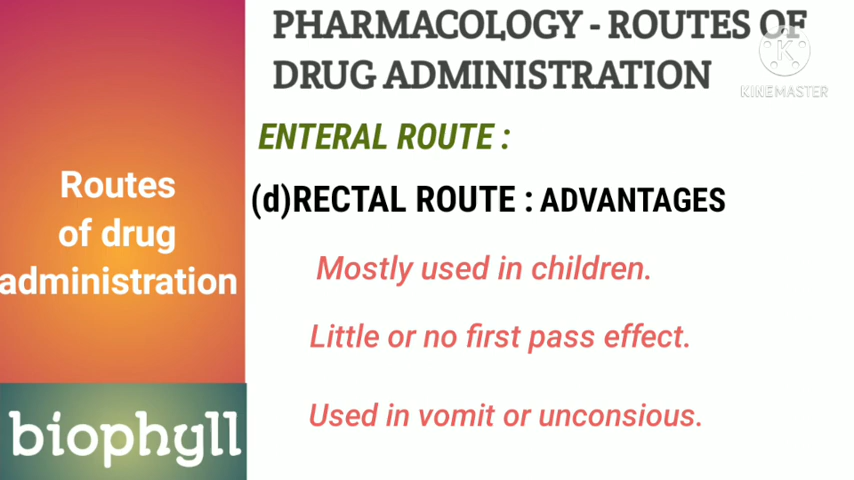 PHARMACOLOGY - ROUTES OF
DRUG ADMINISTRATION
KINEMASTER
K
ENTERAL ROUTE :
(d)RECTAL ROUTE : ADVANTAGES
Mostly used in children.
Little or no first pass effect.
Used in vomit or unconsious.
Routes
of drug
administration
biophyll